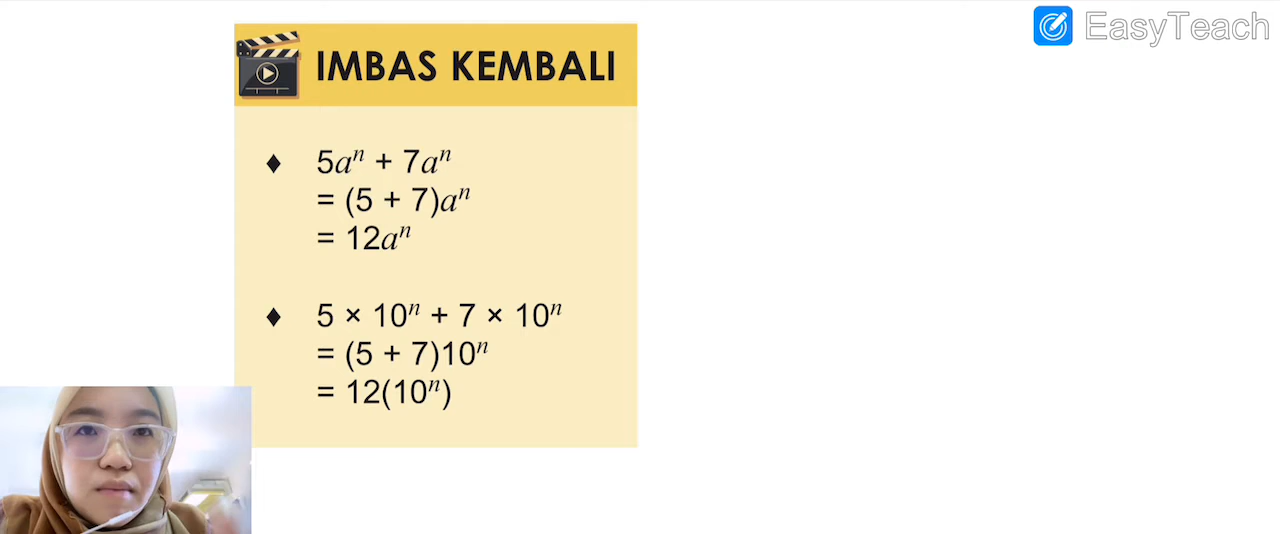 EasyTeach
IMBAS KEMBALI
♦ 5aⁿ + 7aⁿ
= (5 + 7)aⁿ
= 12aⁿ
♦ 5 × 10ⁿ + 7 × 10ⁿ
= (5 + 7)10ⁿ
= 12(10ⁿ)